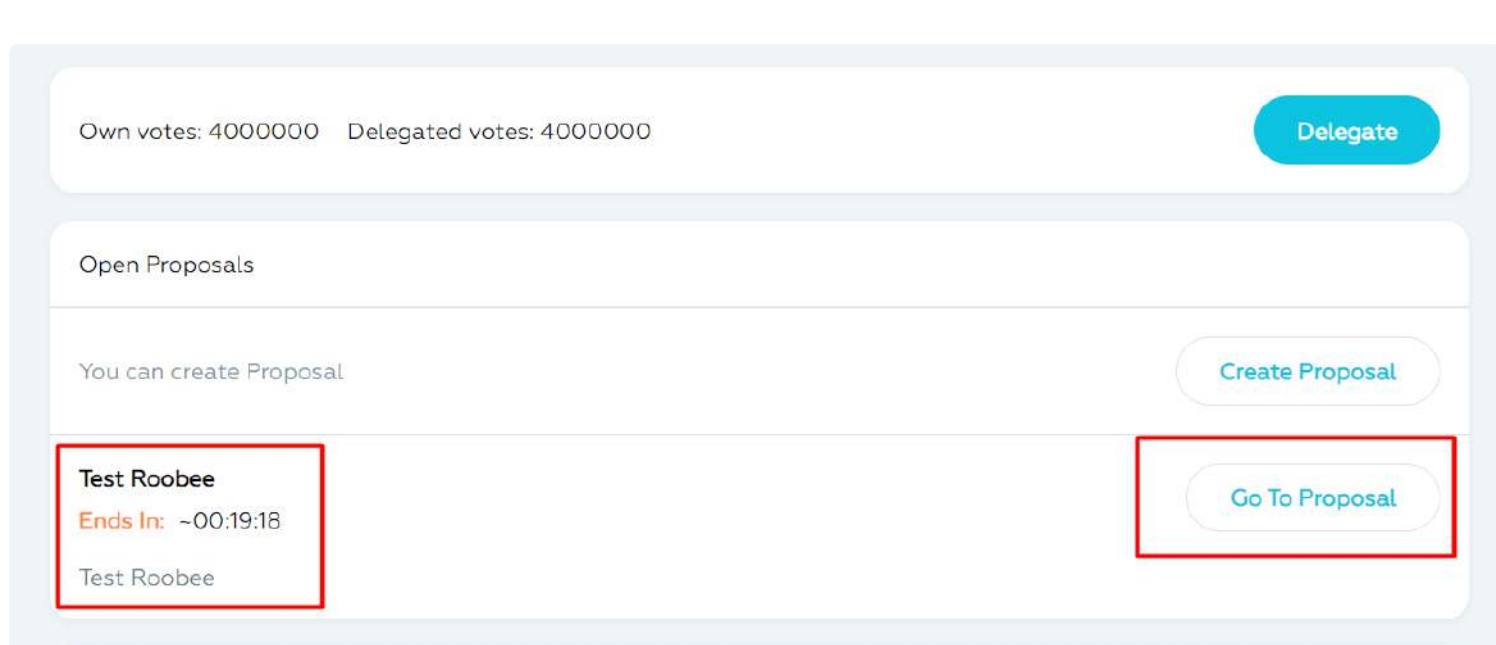 Own votes: 4000000 Delegated votes: 4000000 Delegate
Open Proposals
You can create Proposal Create Proposal
Test Roobee Go To Proposal
Ends In: ~00:19:18
Test Roobee